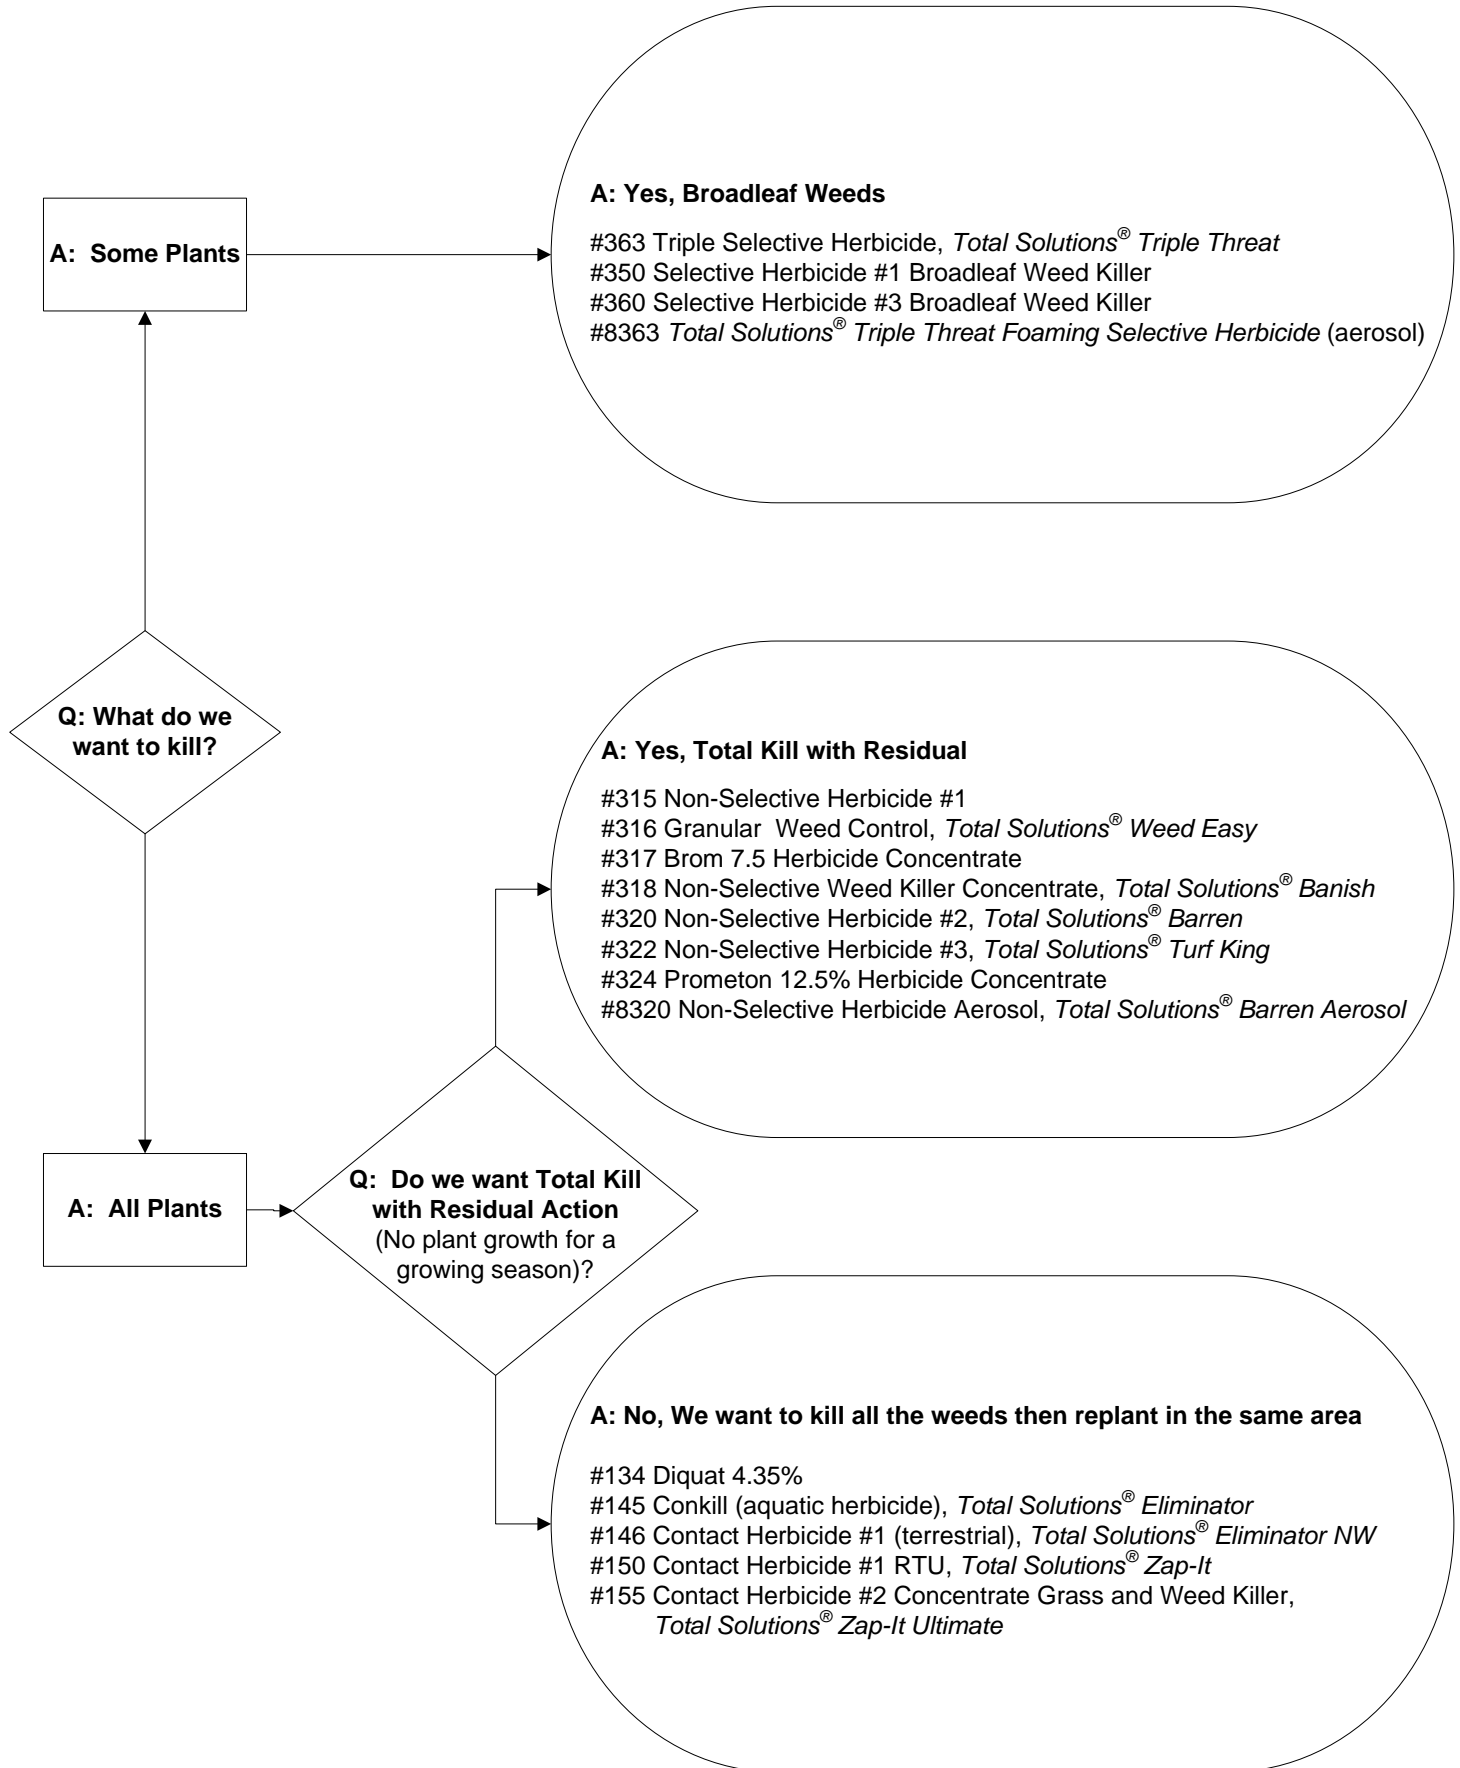 A: Yes, Broadleaf Weeds
#363 Triple Selective Herbicide, Total Solutions® Triple Threat
#350 Selective Herbicide #1 Broadleaf Weed Killer
#360 Selective Herbicide #3 Broadleaf Weed Killer
#8363 Total Solutions® Triple Threat Foaming Selective Herbicide (aerosol)
A: Some Plants
Q: What do we
want to kill?
A: Yes, Total Kill with Residual
#315 Non-Selective Herbicide #1
#316 Granular Weed Control, Total Solutions® Weed Easy
#317 Brom 7.5 Herbicide Concentrate
#318 Non-Selective Weed Killer Concentrate, Total Solutions® Banish
#320 Non-Selective Herbicide #2, Total Solutions® Barren
#322 Non-Selective Herbicide #3, Total Solutions® Turf King
#324 Prometon 12.5% Herbicide Concentrate
#8320 Non-Selective Herbicide Aerosol, Total Solutions® Barren Aerosol
A: All Plants
Q: Do we want Total Kill
with Residual Action
(No plant growth for a
growing season)?
A: No, We want to kill all the weeds then replant in the same area
#134 Diquat 4.35%
#145 Conkill (aquatic herbicide), Total Solutions® Eliminator
#146 Contact Herbicide #1 (terrestrial), Total Solutions® Eliminator NW
#150 Contact Herbicide #1 RTU, Total Solutions® Zap-It
#155 Contact Herbicide #2 Concentrate Grass and Weed Killer,
Total Solutions® Zap-It Ultimate